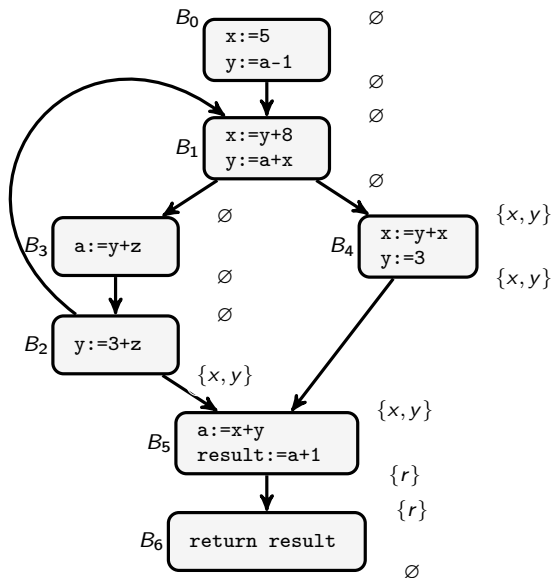 B0
x:=5
y:=a-1
∅
∅
B1
x:=y+8
y:=a+x
∅
∅
B3
a:=y+z
∅
∅
B4
x:=y+x
y:=3
{x, y}
{x, y}
B2
y:=3+z
∅
{x, y}
B5
a:=x+y
result:=a+1
{x, y}
{r}
B6
return result
{r}
∅